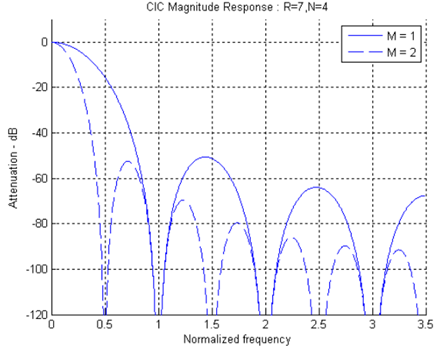 CIC Magnitude Response : R=7,N=4
M = 1
M = 2
Attenuation - dB
0
-20
-40
-60
-80
-100
-120
0 0.5 1 1.5 2 2.5 3 3.5
Normalized frequency